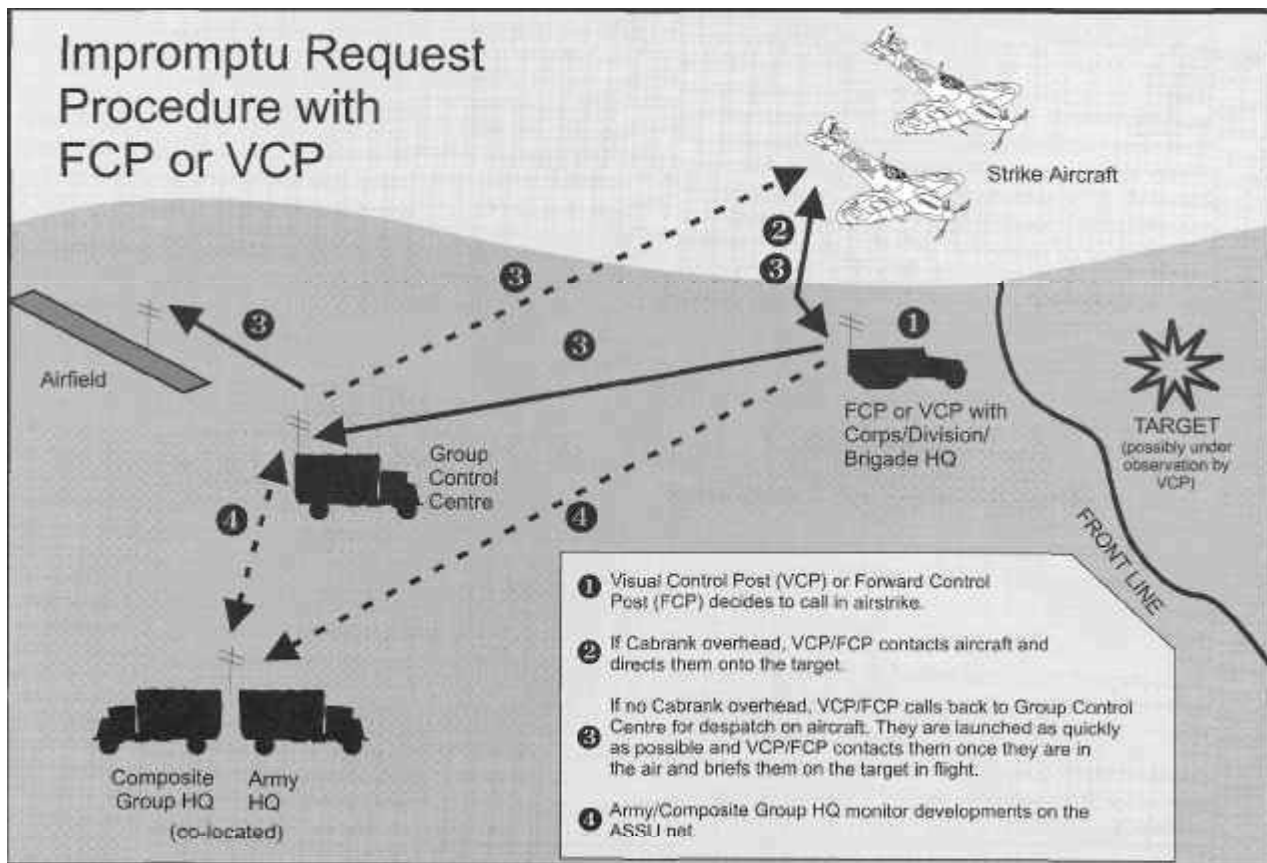 Impromptu Request
Procedure with
FCP or VCP
Strike Aircraft
2
3
3
3
3
1
Airfield
FCP or VCP with
Corps/Division/
Brigade HQ
TARGET
(possibly under
observation by
VCP)
Group
Control
Centre
4
4
FRONT LINE
1 Visual Control Post (VCP) or Forward Control
Post (FCP) decides to call in airstrike.
2 If Cabrank overhead, VCP/FCP contacts aircraft and
directs them onto the target.
If no Cabrank overhead, VCP/FCP calls back to Group Control
Centre for despatch on aircraft. They are launched as quickly
3 as possible and VCP/FCP contacts them once they are in
the air and briefs them on the target in flight.
4 Army/Composite Group HQ monitor developments on the
ASSU net
Composite
Group HQ
Army
HQ
(co-located)